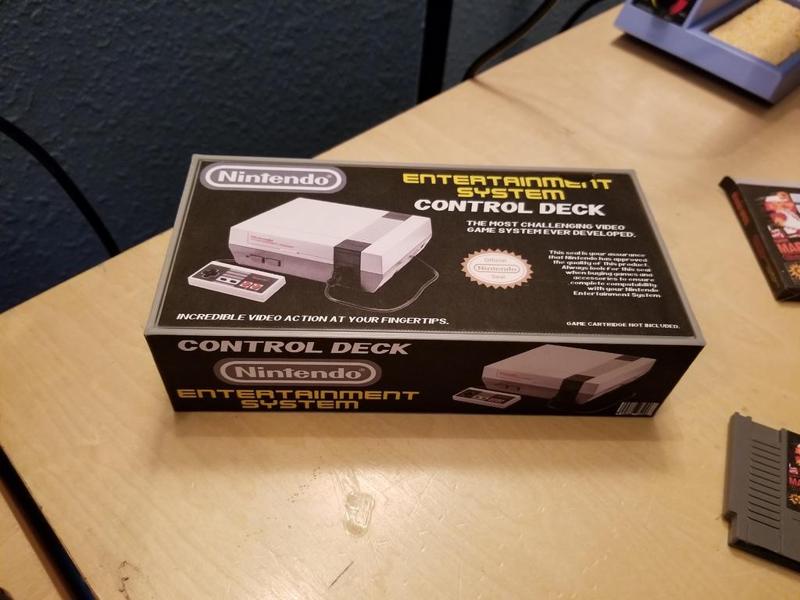 Nintendo®
ENTERTAINMENT
SYSTEM
CONTROL DECK
THE MOST CHALLENGING VIDEO
GAME SYSTEM EVER DEVELOPED.
Official
Nintendo
Seal
This seal is your assurance
that Nintendo has approved
the quality of this product.
Always look for this seal
when buying games and
accessories to ensure
complete compatability
with your Nintendo
Entertainment System
INCREDIBLE VIDEO ACTION AT YOUR FINGERTIPS.
GAME CARTRIDGE NOT INCLUDED.
CONTROL DECK
Nintendo®
ENTERTAINMENT
SYSTEM